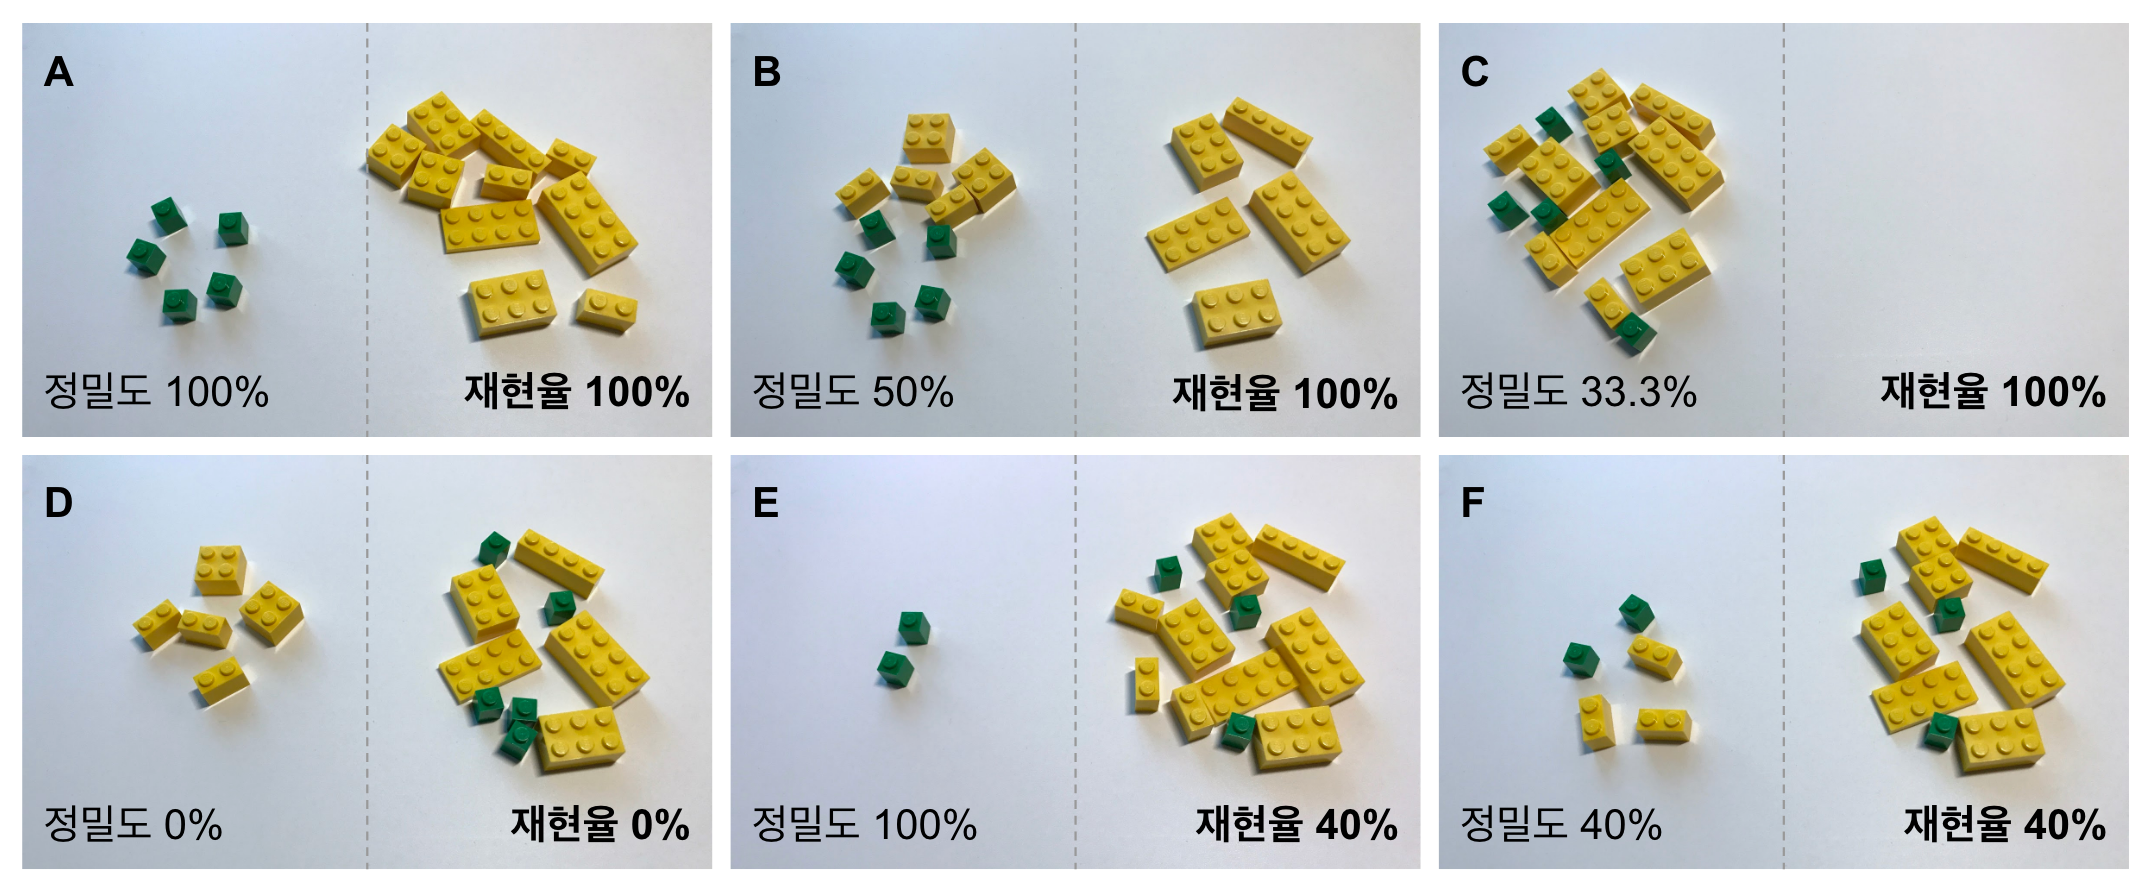 A
정밀도 100%
재현율 100%
B
정밀도 50%
재현율 100%
C
정밀도 33.3%
재현율 100%
D
정밀도 0%
재현율 0%
E
정밀도 100%
재현율 40%
F
정밀도 40%
재현율 40%